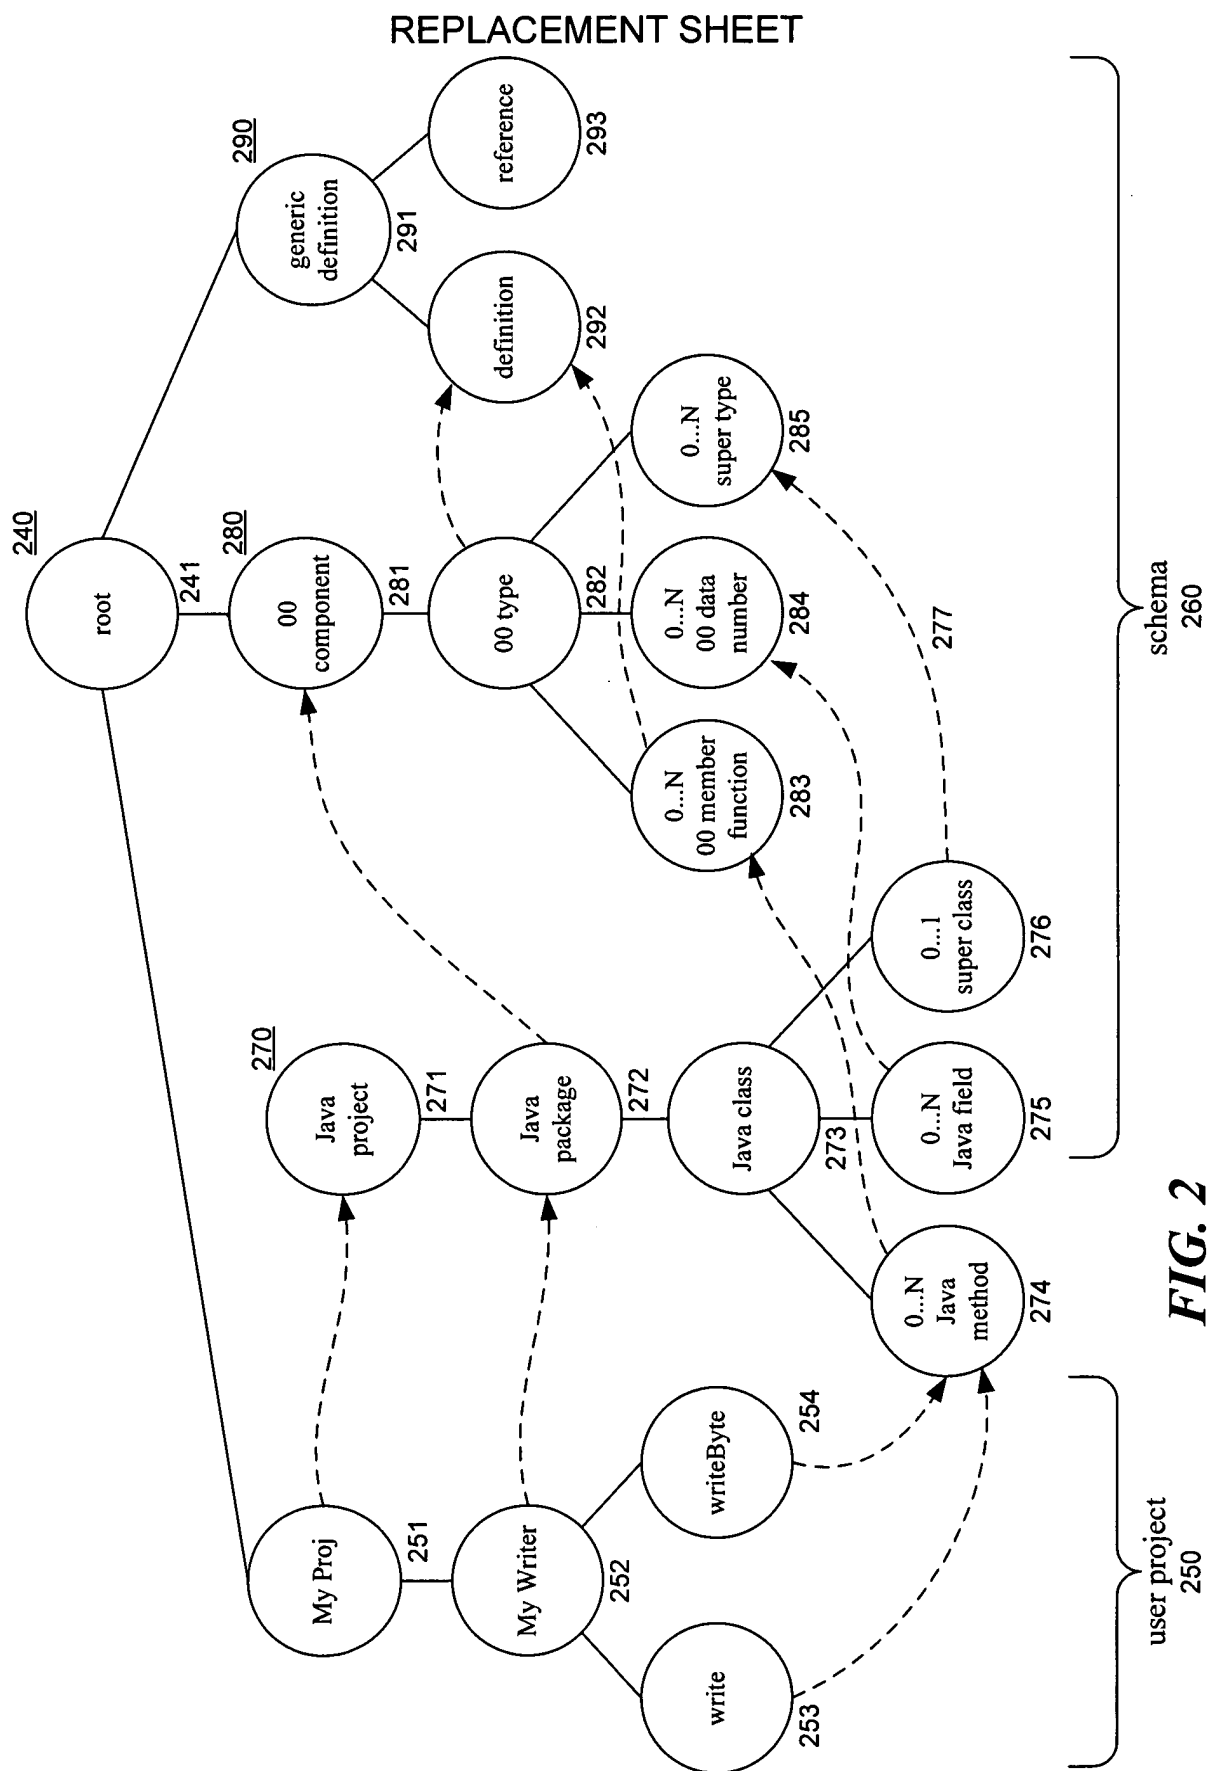 REPLACEMENT SHEET
240
root
241
280
00
component
281
00 type
282
0...N
00 member
function
283
0...N
00 data
number
284
0...N
super type
285
290
generic
definition
291
definition
292
reference
293
270
Java
project
271
Java
package
272
Java class
273
0...N
Java
method
274
0...N
Java field
275
0...1
super class
276
277
My Proj
251
My Writer
252
write
253
writeByte
254
user project
250
schema
260
FIG. 2